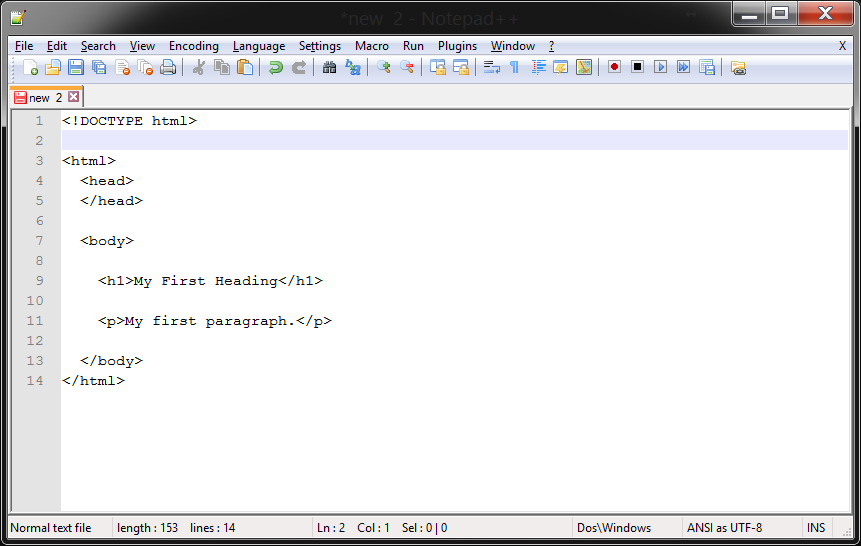 *new  2 - Notepad++
File Edit Search View Encoding Language Settings Macro Run Plugins Window ? X
new  2
1 <!DOCTYPE html>
2
3 <html>
4   <head>
5   </head>
6
7   <body>
8
9     <h1>My First Heading</h1>
10
11     <p>My first paragraph.</p>
12
13   </body>
14 </html>
Normal text file length : 153 lines : 14 Ln : 2 Col : 1 Sel : 0 | 0 Dos\Windows ANSI as UTF-8 INS